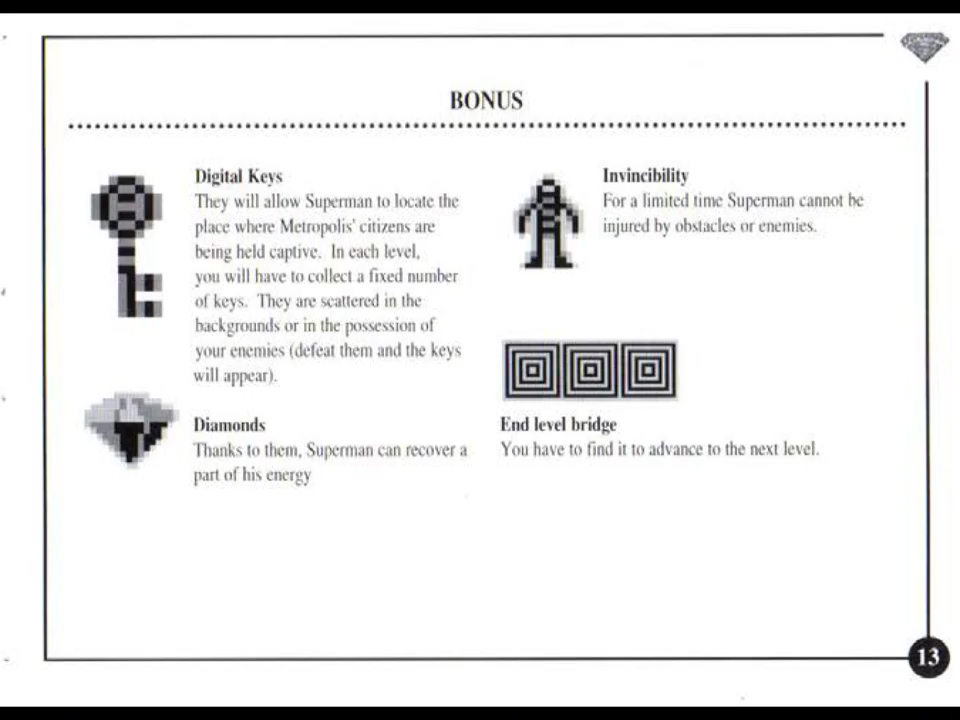 BONUS
Digital Keys
They will allow Superman to locate the
place where Metropolis' citizens are
being held captive. In each level,
you will have to collect a fixed number
of keys. They are scattered in the
backgrounds or in the possession of
your enemies (defeat them and the keys
will appear).
Diamonds
Thanks to them, Superman can recover a
part of his energy
Invincibility
For a limited time Superman cannot be
injured by obstacles or enemies.
End level bridge
You have to find it to advance to the next level.
13